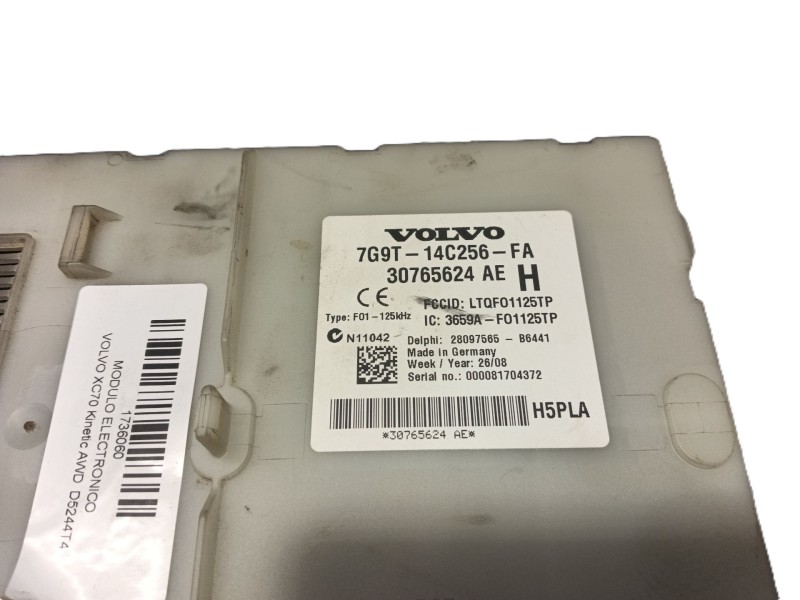 VOLVO
7G9T-14C256-FA
30765624 AE H
FCCID: LTQFO1125TP
Type: F01-125kHz IC: 3659A-FO1125TP
N11042 Delphi: 28097565 - B6441
Made in Germany
Week / Year: 26/08
Serial no.: 000081704372
H5PLA
*30765624 AE*
1736060
MODULO ELECTRONICO
VOLVO XC70 Kinetic AWD D5244T4